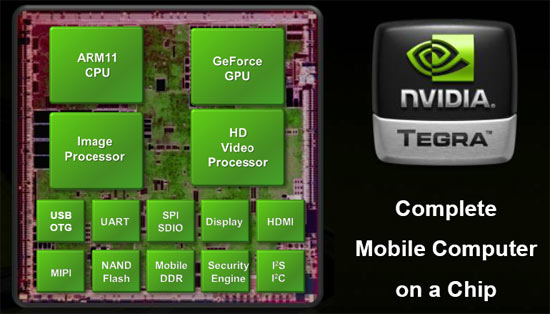 ARM11
CPU
GeForce
GPU
Image
Processor
HD
Video
Processor
USB
OTG
UART
SPI
SDIO
Display
HDMI
MIPI
NAND
Flash
Mobile
DDR
Security
Engine
I²S
I²C
NVIDIA®
TEGRA™
Complete
Mobile Computer
on a Chip